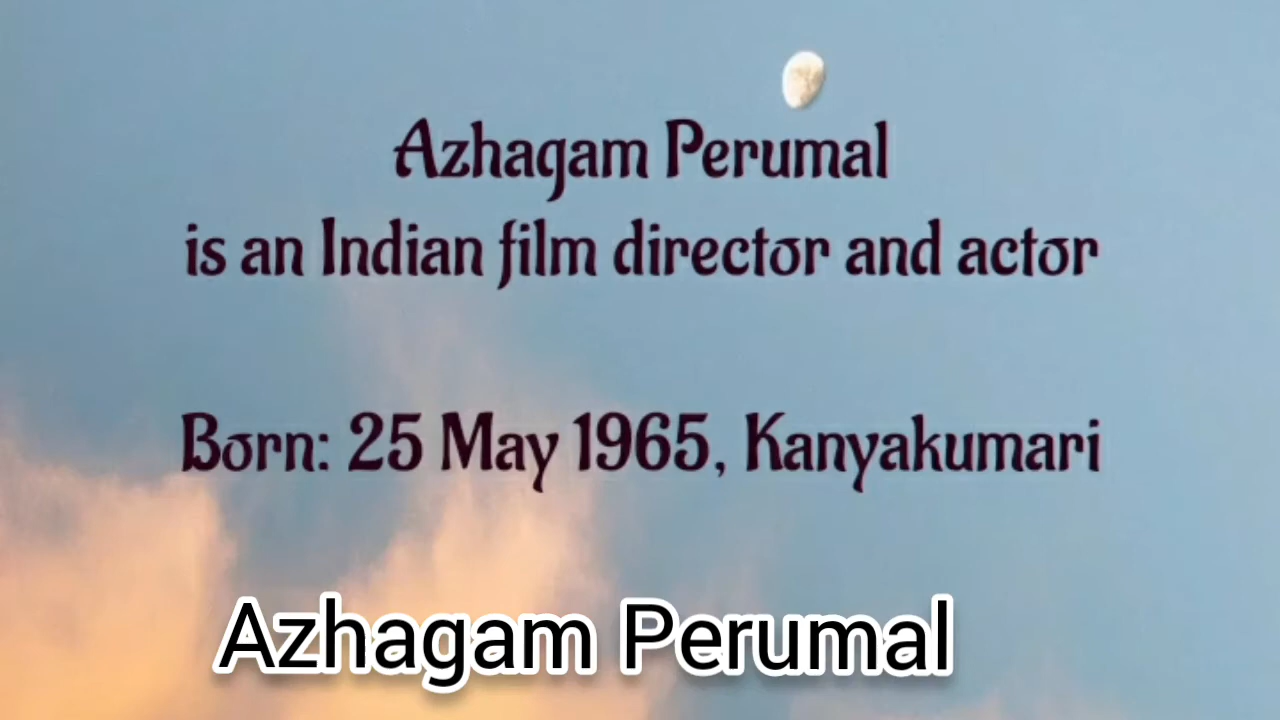 Azhagam Perumal
is an Indian film director and actor
Born: 25 May 1965, Kanyakumari
Azhagam Perumal